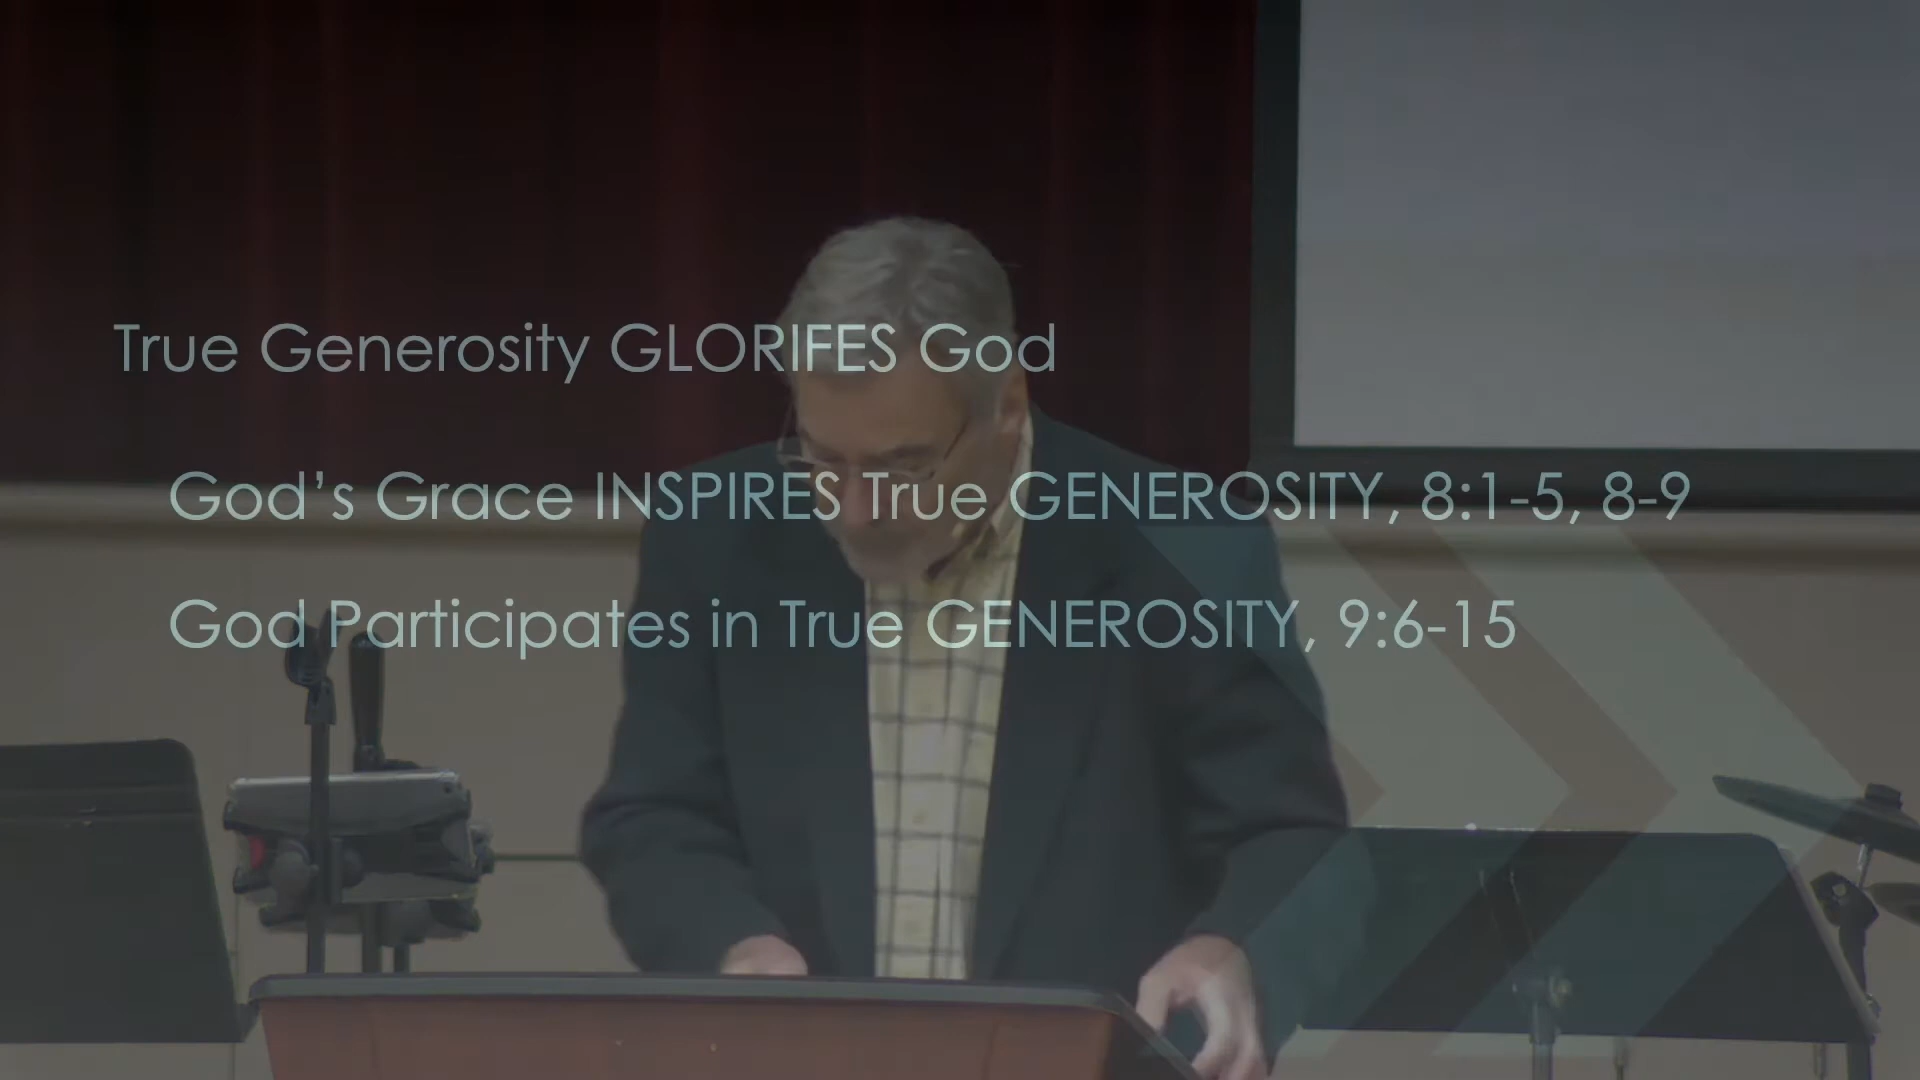 True Generosity GLORIFES God
God’s Grace INSPIRES True GENEROSITY, 8:1-5, 8-9
God Participates in True GENEROSITY, 9:6-15